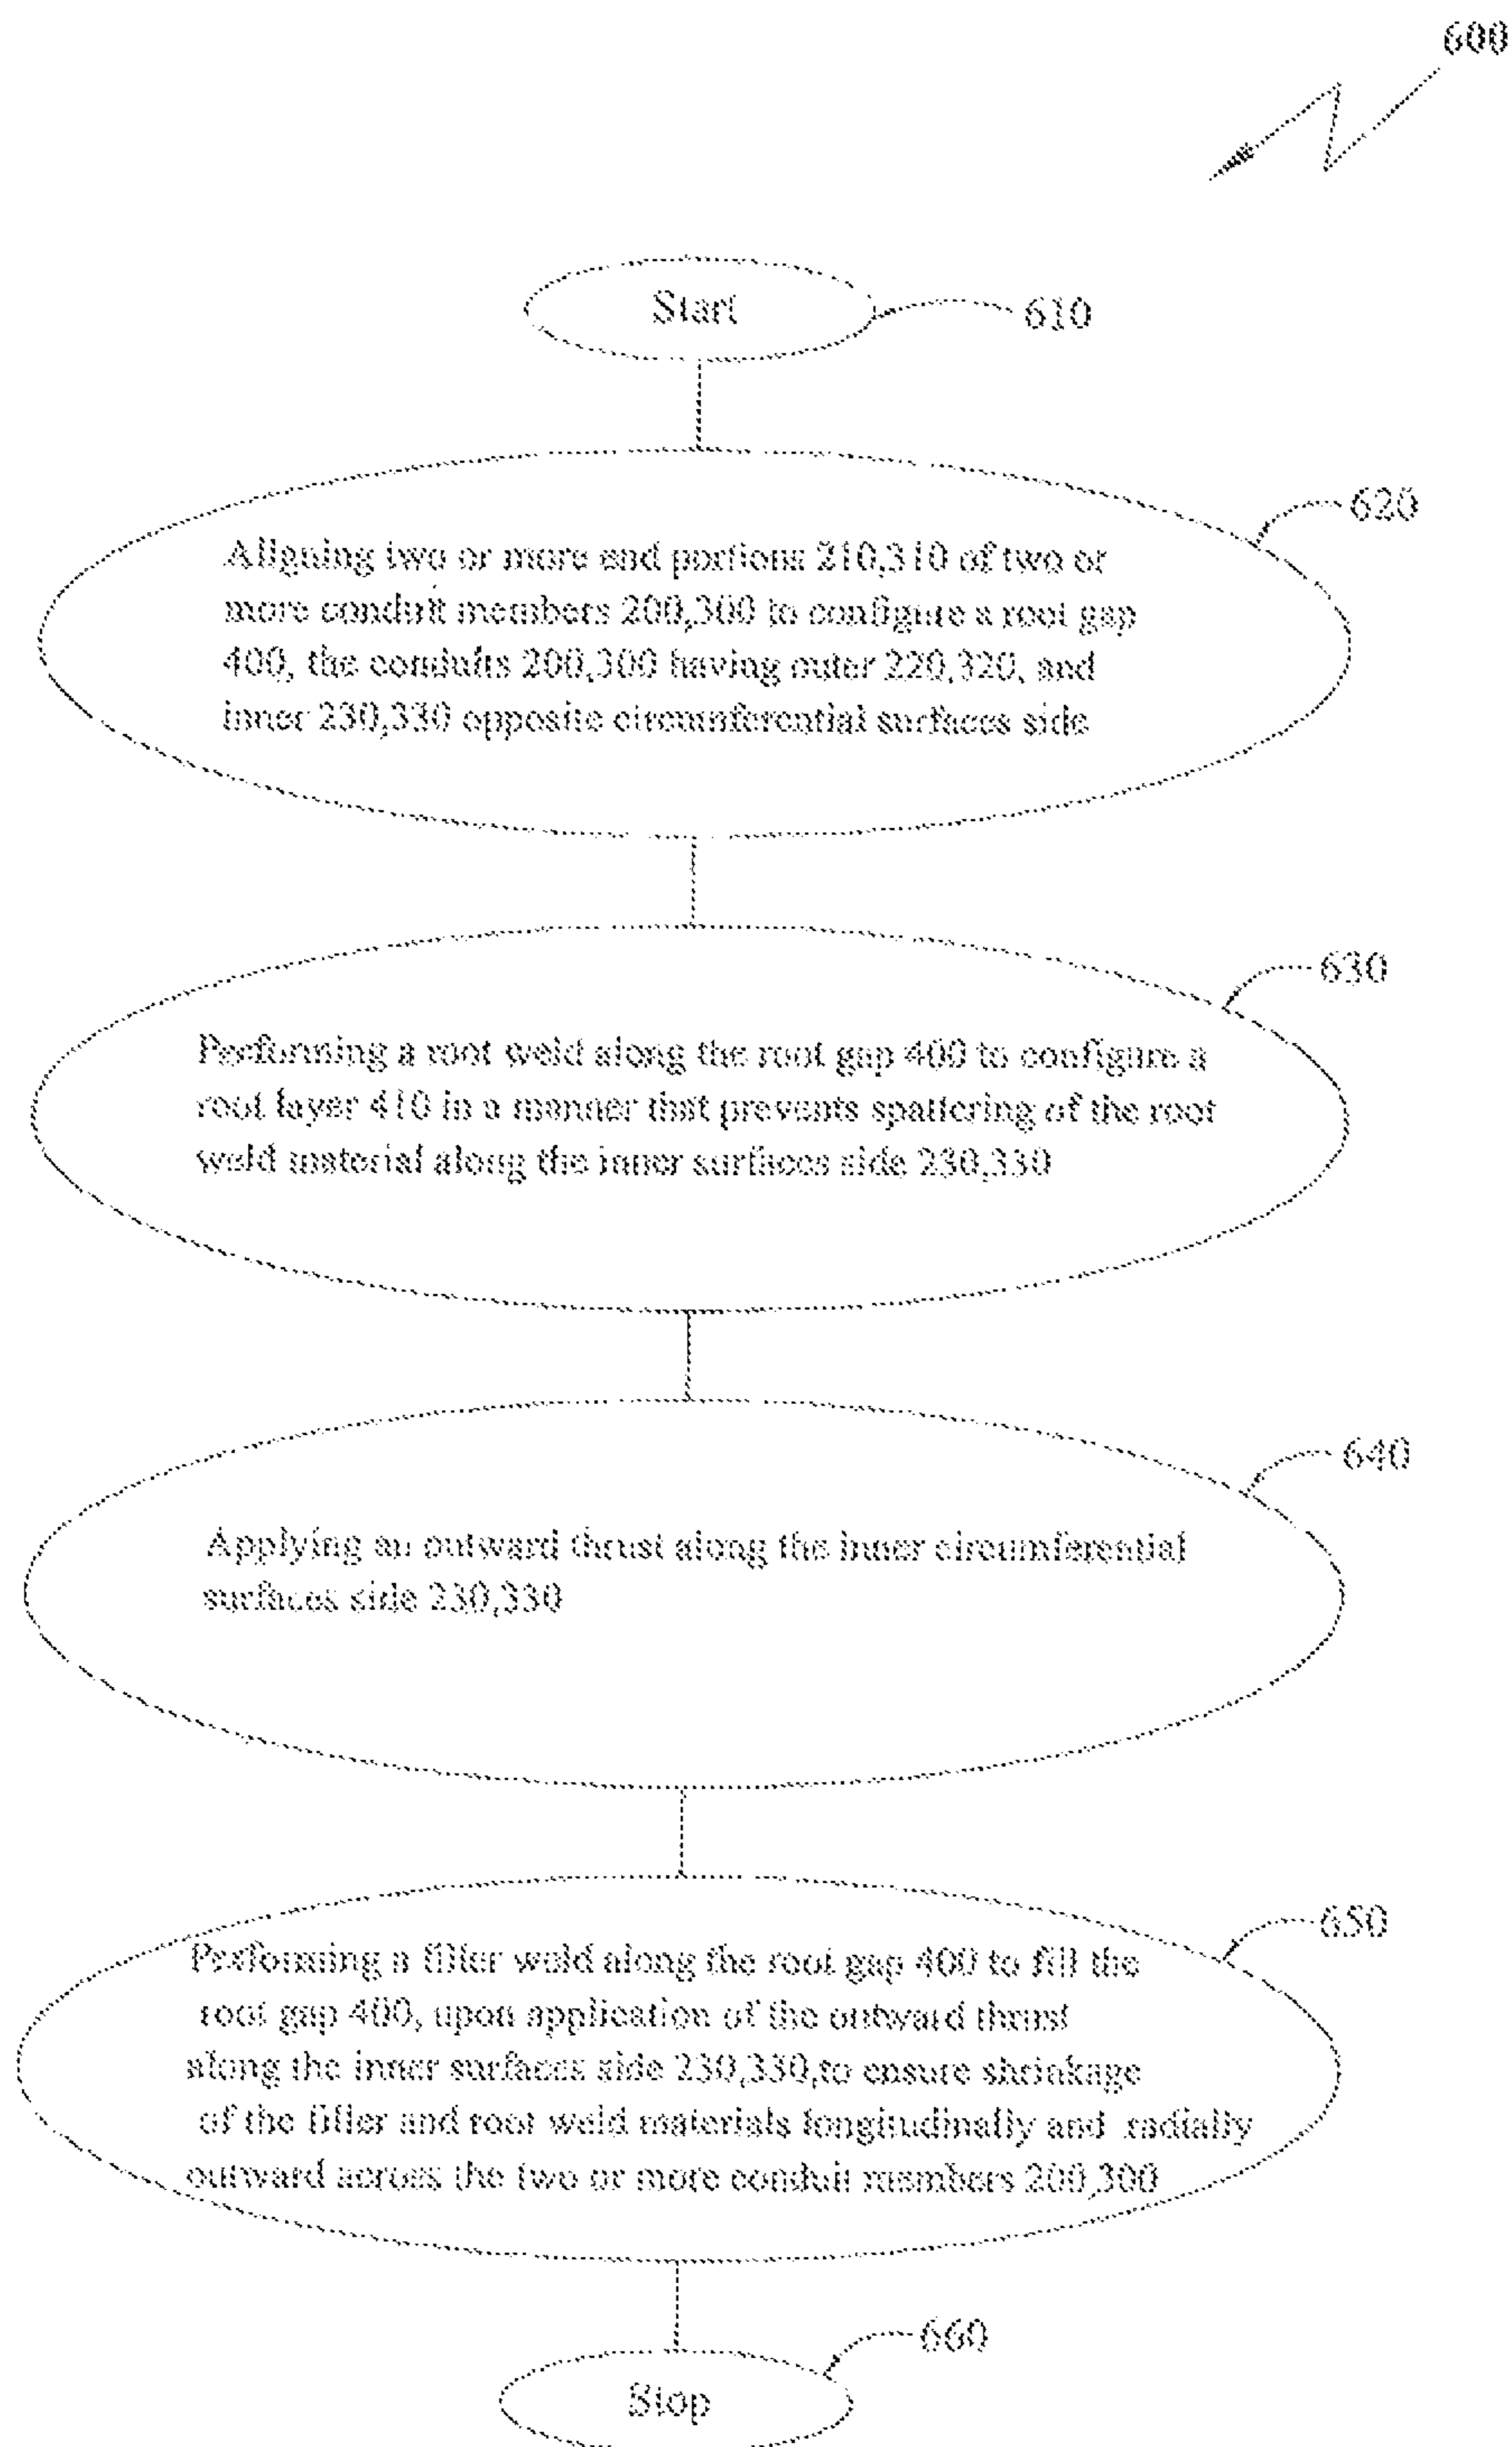 600
Start
610
620
Aligning two or more end portions 210,310 of two or
more conduit members 200,300 to configure a root gap
400, the conduits 200,300 having outer 220,320, and
inner 230,330 opposite circumferential surfaces side
630
Performing a root weld along the root gap 400 to configure a
root layer 410 in a manner that prevents spattering of the root
weld material along the inner surfaces side 230,330
640
Applying an outward thrust along the inner circumferential
surfaces side 230,330
650
Performing a filler weld along the root gap 400 to fill the
root gap 400, upon application of the outward thrust
along the inner surfaces side 230,330,to ensure shrinkage
of the filler and root weld materials longitudinally and radially
outward across the two or more conduit members 200,300
660
Stop